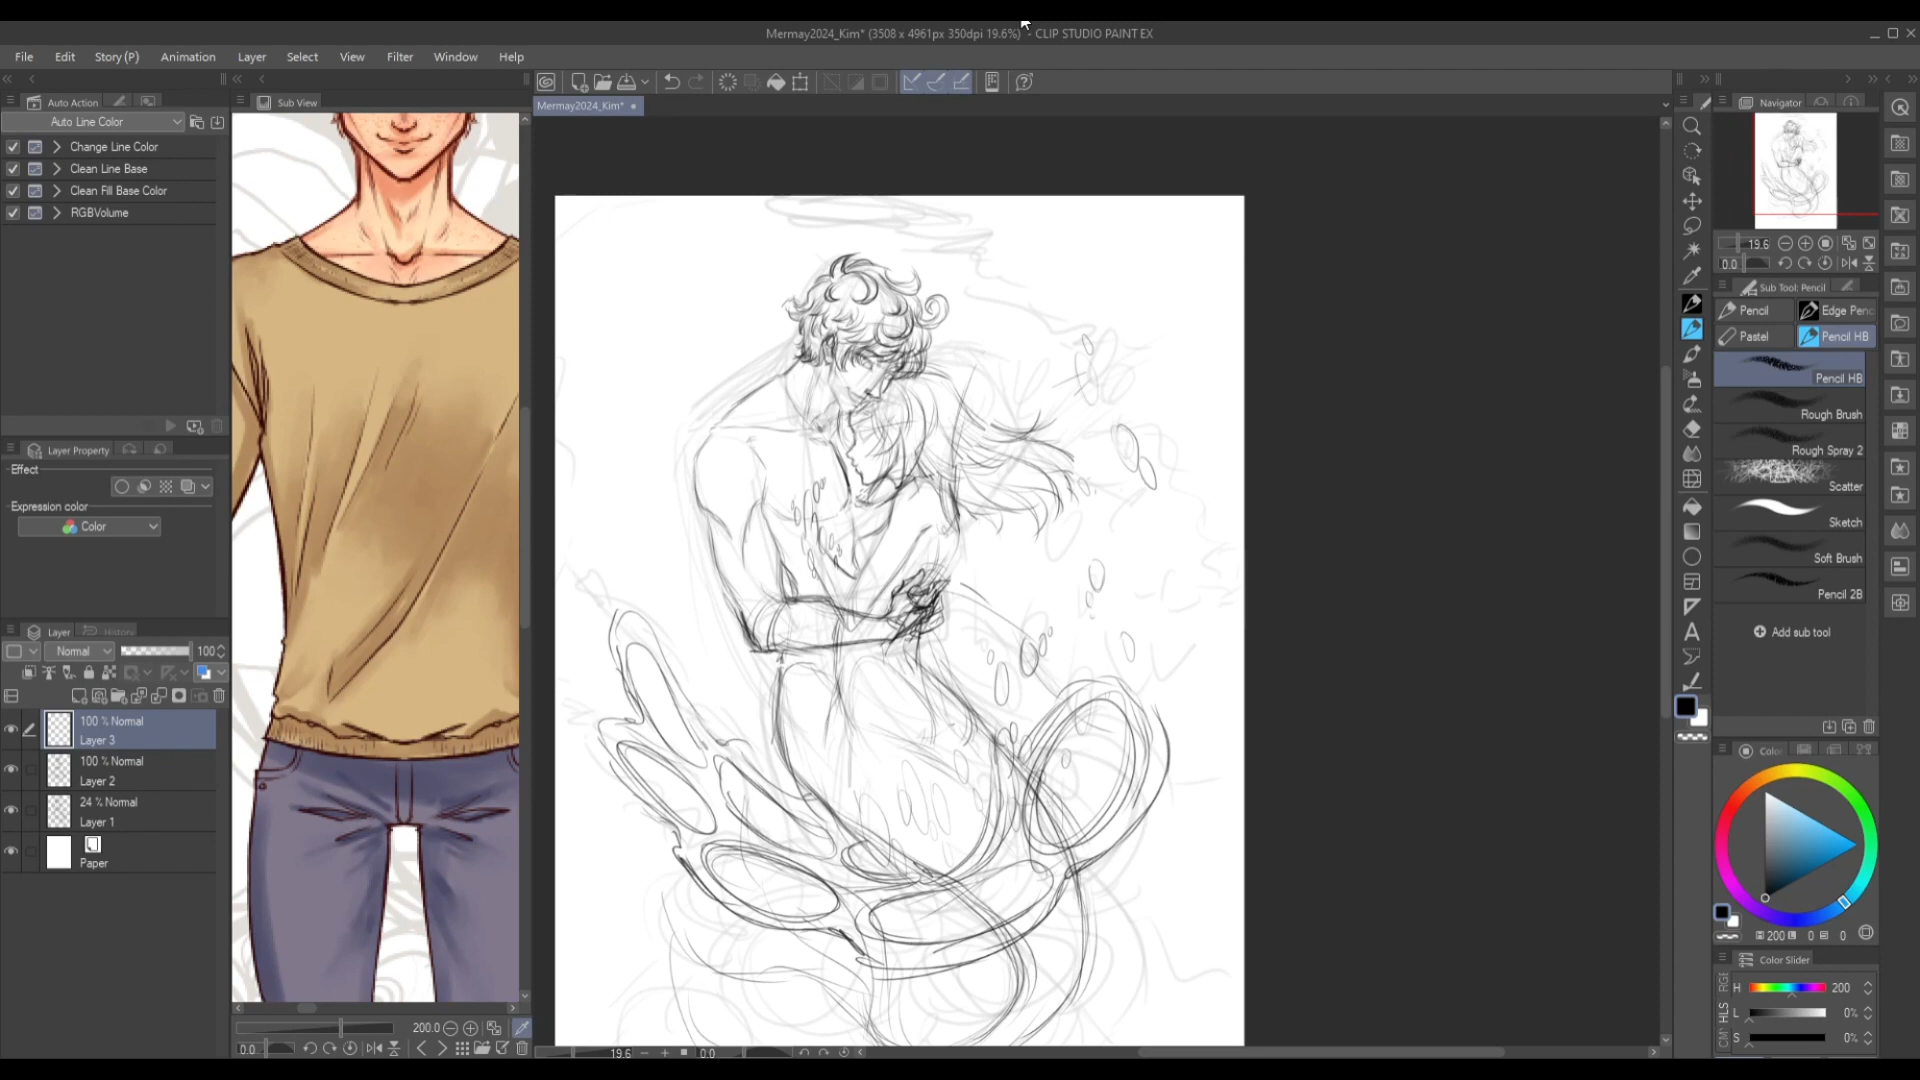 Mermay2024_Kim* (3508 x 4961px 350dpi 19.6%) - CLIP STUDIO PAINT EX
File Edit Story (P) Animation Layer Select View Filter Window Help
Auto Action
Sub View
Mermay2024_Kim*
Navigator
Auto Line Color
Change Line Color
Clean Line Base
Clean Fill Base Color
RGBVolume
19.6
0.0
Sub Tool: Pencil
Pencil
Edge Penc
Pastel
Pencil HB
Pencil HB
Rough Brush
Rough Spray 2
Scatter
Sketch
Soft Brush
Pencil 2B
Add sub tool
Layer Property
Effect
Expression color
Color
Layer
History
Normal
100
100 % Normal
Layer 3
100 % Normal
Layer 2
24 % Normal
Layer 1
Paper
Colo
200 0 0
Color Slider
H 200
L 0%
S 0%
HLS
200.0
0.0
19.6
0.0